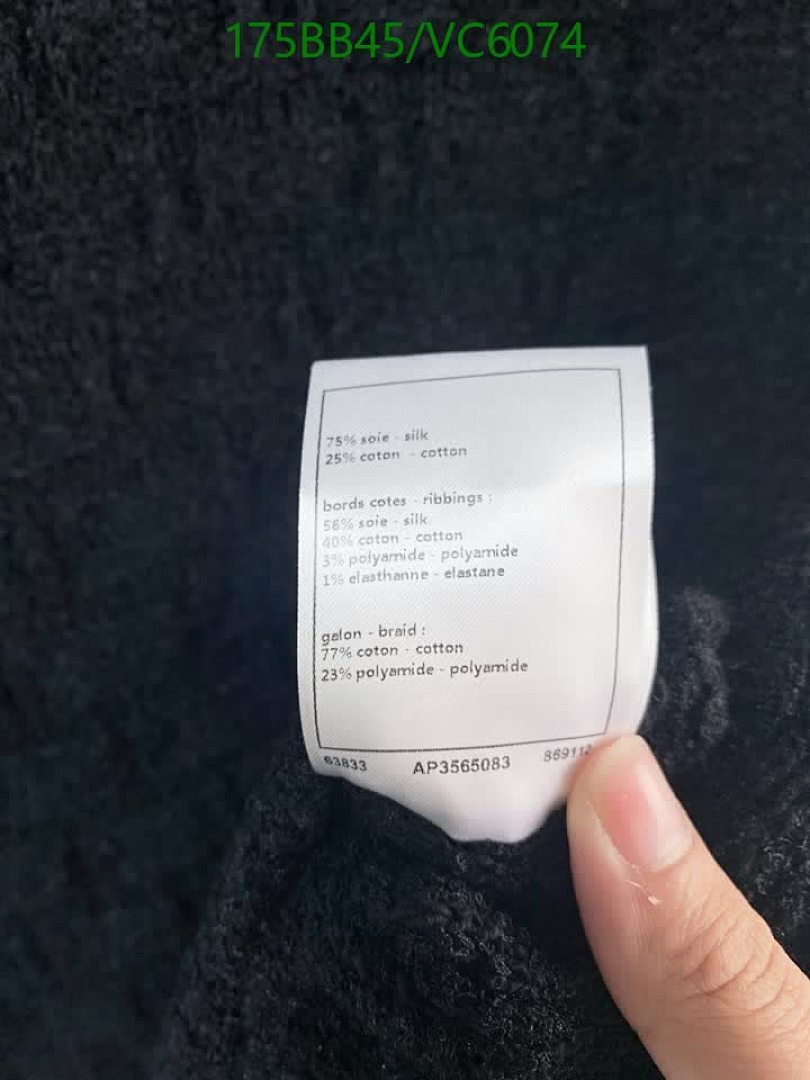 175BB45/VC6074
75% soie - silk
25% coton - cotton
bords cotes - ribbings :
56% soie - silk
40% coton - cotton
3% polyamide - polyamide
1% elasthanne - elastane
galon - braid :
77% coton - cotton
23% polyamide - polyamide
63833 AP3565083 869112